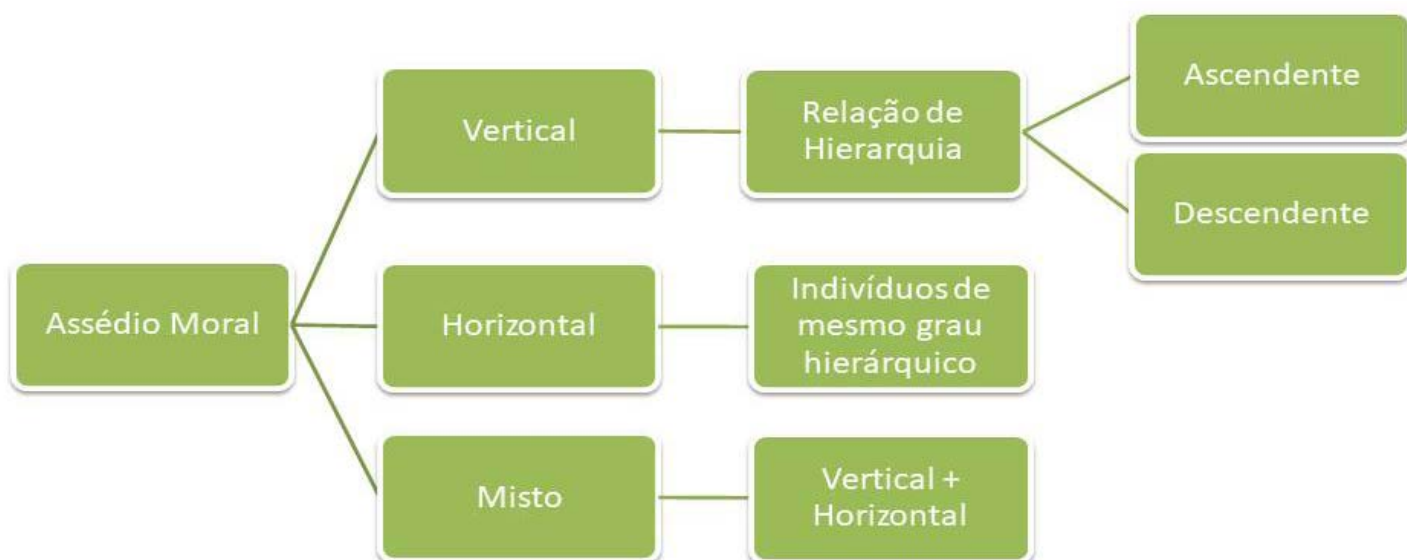 Assédio Moral
Vertical
Relação de
Hierarquia
Ascendente
Descendente
Horizontal
Indivíduos de
mesmo grau
hierárquico
Misto
Vertical +
Horizontal